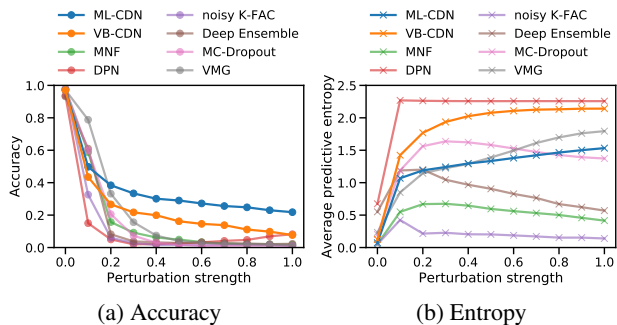 ML-CDN
VB-CDN
MNF
DPN
noisy K-FAC
Deep Ensemble
MC-Dropout
VMG
1.0
0.8
0.6
0.4
0.2
0.0
Accuracy
0.0 0.2 0.4 0.6 0.8 1.0
Perturbation strength
(a) Accuracy
ML-CDN
VB-CDN
MNF
DPN
noisy K-FAC
Deep Ensemble
MC-Dropout
VMG
2.5
2.0
1.5
1.0
0.5
0.0
Average predictive entropy
0.0 0.2 0.4 0.6 0.8 1.0
Perturbation strength
(b) Entropy